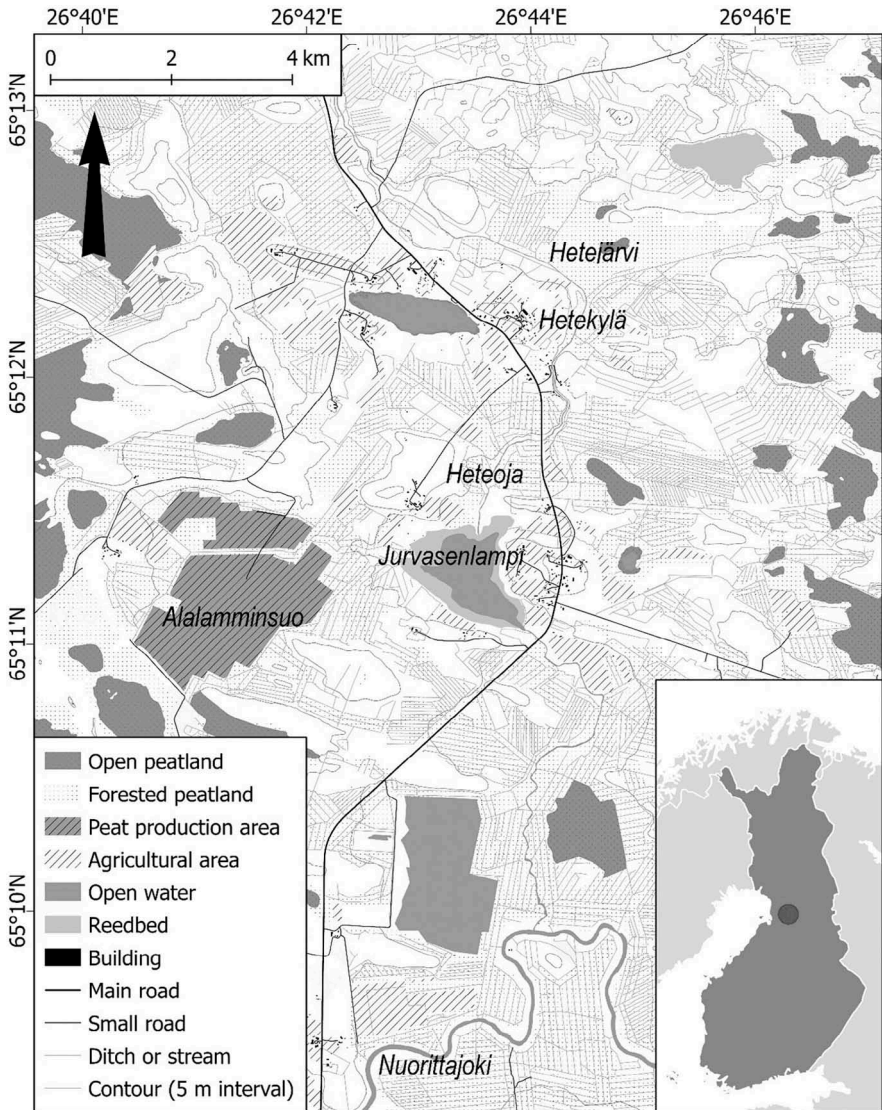 26°40'E 26°42'E 26°44'E 26°46'E
0 2 4 km
65°13'N
Hetejärvi
Hetekylä
65°12'N
Heteoja
Jurvasenlampi
Alalamminsuo
65°11'N
Open peatland
Forested peatland
Peat production area
Agricultural area
Open water
65°10'N
Reedbed
Building
Main road
Small road
Ditch or stream
Contour (5 m interval)
Nuorittajoki